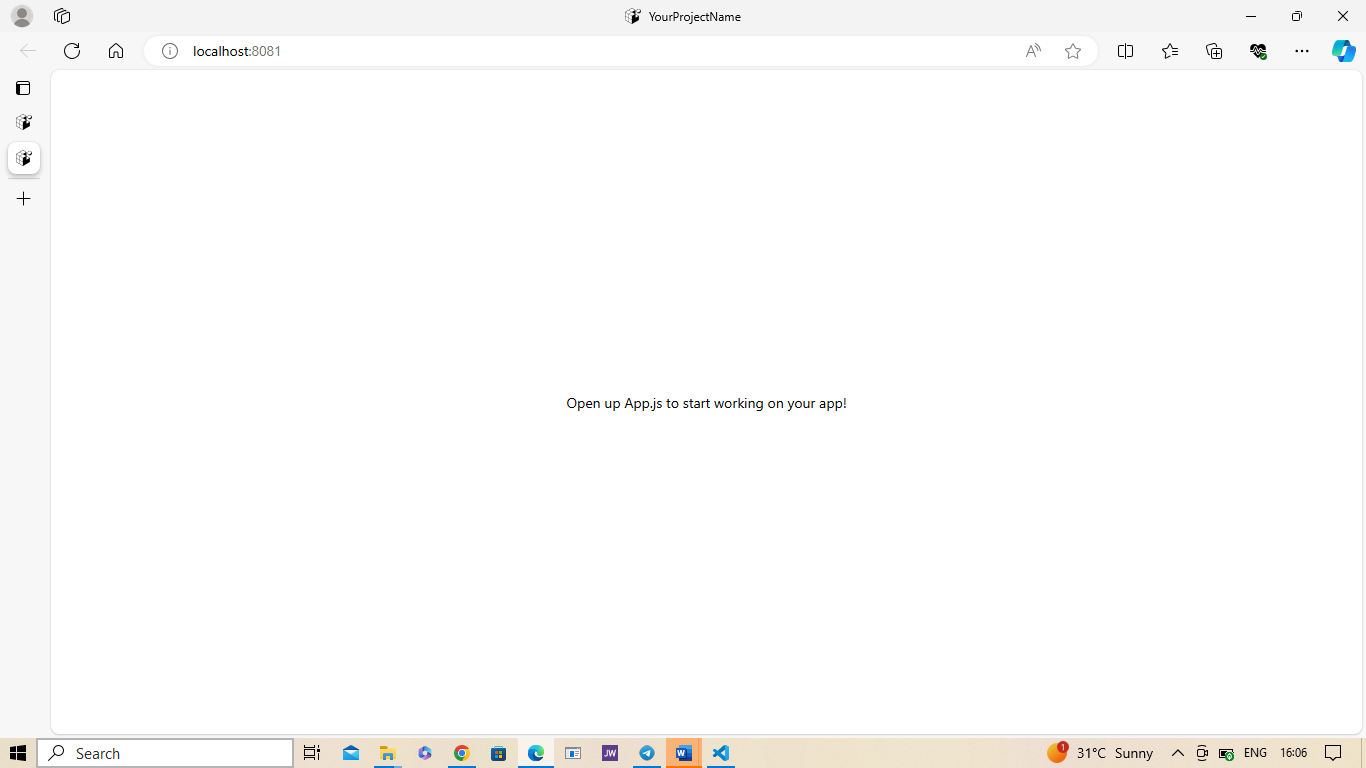 YourProjectName
localhost:8081
Open up App.js to start working on your app!
Search
JW
W
1
31°C Sunny
ENG
16:06